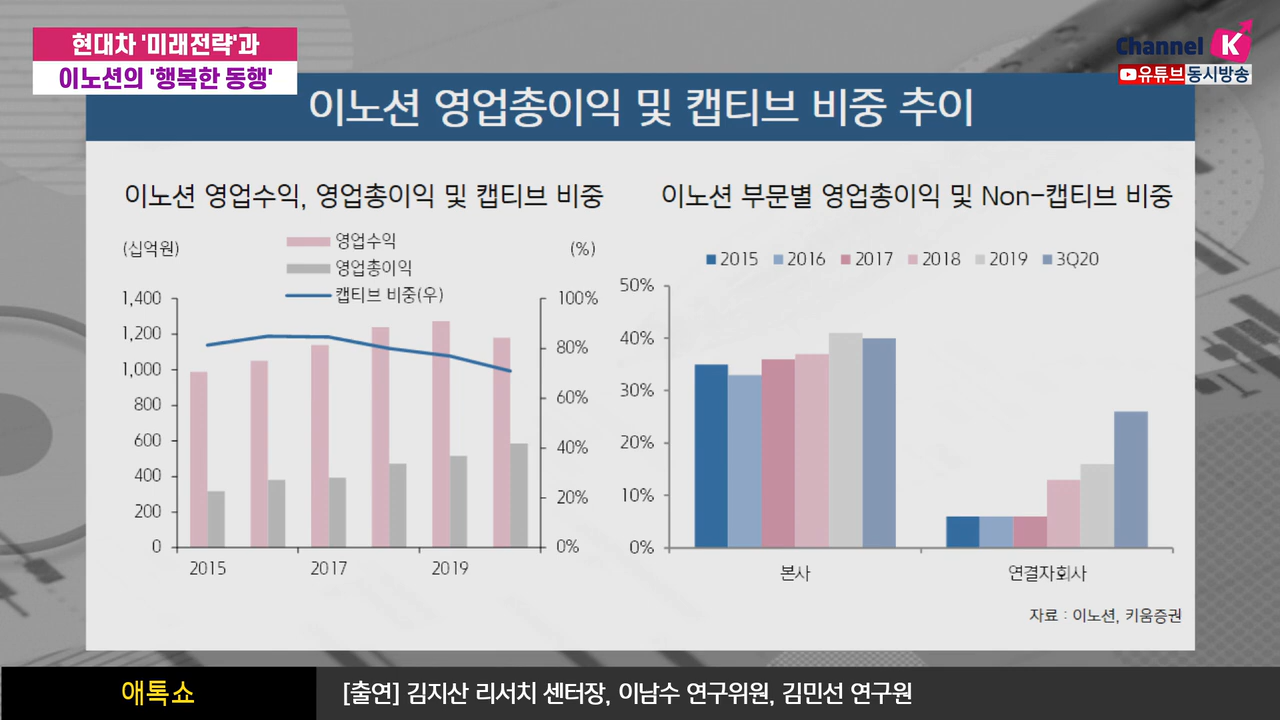 현대차 '미래전략'과
이노션의 '행복한 동행'
Channel K
유튜브동시방송
이노션 영업총이익 및 캡티브 비중 추이
이노션 영업수익, 영업총이익 및 캡티브 비중
(십억원)
(%)
영업수익
영업총이익
캡티브 비중(우)
1,400
1,200
1,000
800
600
400
200
0
100%
80%
60%
40%
20%
0%
2015 2017 2019
이노션 부문별 영업총이익 및 Non-캡티브 비중
2015 2016 2017 2018 2019 3Q20
50%
40%
30%
20%
10%
0%
본사 연결자회사
자료 : 이노션, 키움증권
애톡쇼
[출연] 김지산 리서치 센터장, 이남수 연구위원, 김민선 연구원